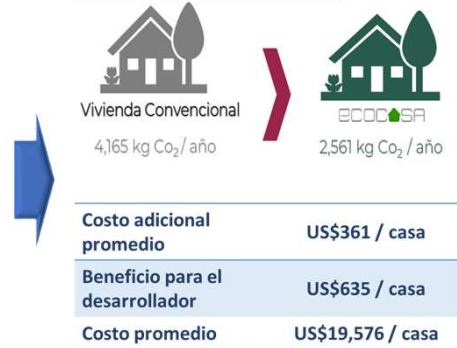 Vivienda Convencional
ECOCASA
4,165 kg Co₂/ año
2,561 kg Co₂ / año
Costo adicional promedio
US$361 / casa
Beneficio para el desarrollador
US$635 / casa
Costo promedio
US$19,576 / casa